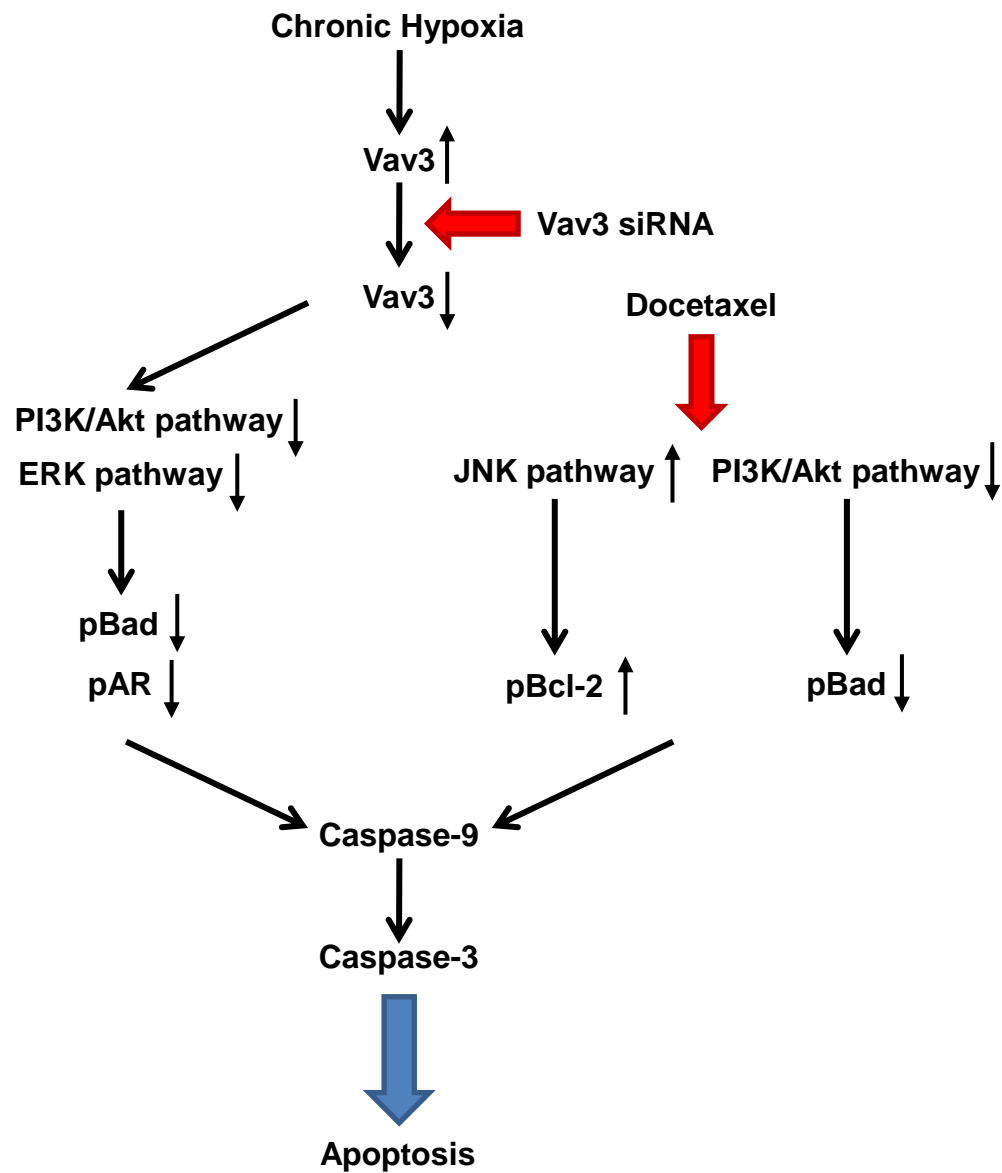 Chronic Hypoxia
Vav3
Vav3 siRNA
Vav3
Docetaxel
PI3K/Akt pathway
ERK pathway
JNK pathway
PI3K/Akt pathway
pBad
pAR
pBcl-2
pBad
Caspase-9
Caspase-3
Apoptosis